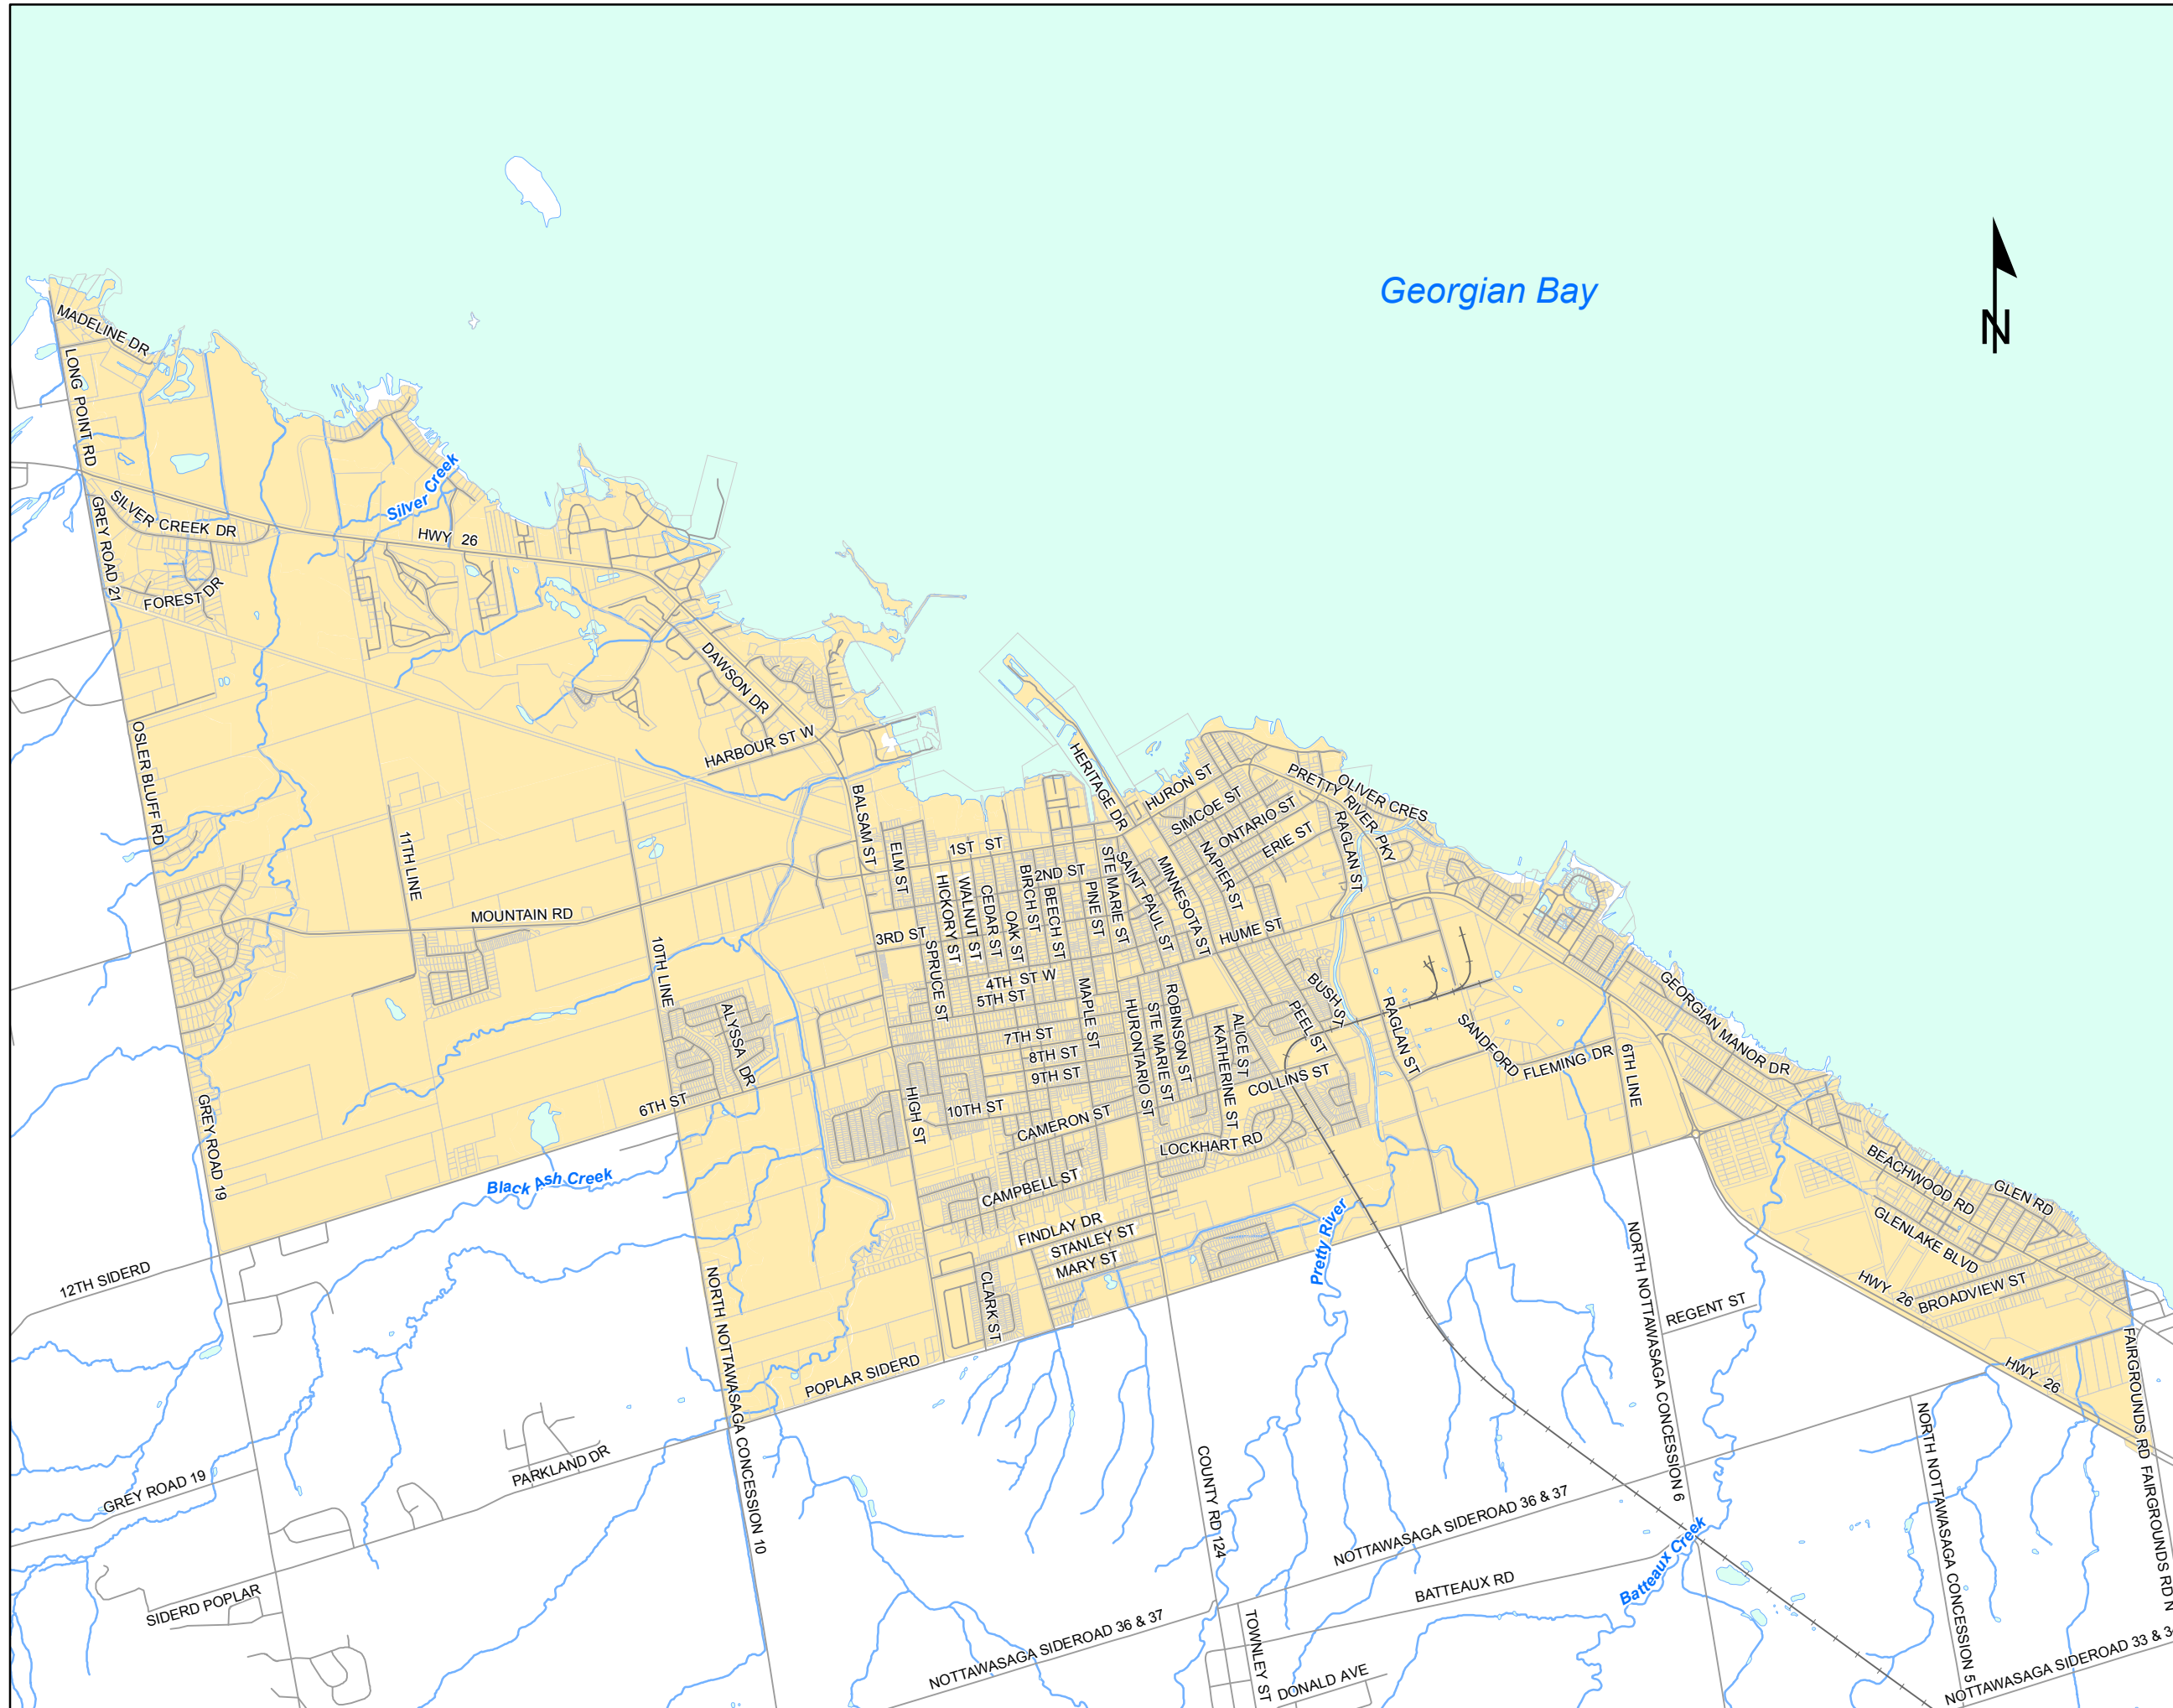 Georgian Bay
N
MADELINE DR
LONG POINT RD
Silver Creek
SILVER CREEK DR
HWY 26
GREY ROAD 21
FOREST DR
DAWSON DR
HARBOUR ST W
OSLER BLUFF RD
HERITAGE DR
HURON ST
PRETTY RIVER PKY
OLIVER CRES
SIMCOE ST
ONTARIO ST
ERIE ST
RAGLAN ST
BALSAM ST
11TH LINE
ELM ST
1ST ST
2ND ST
HICKORY ST
WALNUT ST
CEDAR ST
OAK ST
BIRCH ST
BEECH ST
PINE ST
STE MARIE ST
SAINT PAUL ST
MINNESOTA ST
NAPIER ST
MOUNTAIN RD
3RD ST
HUME ST
10TH LINE
SPRUCE ST
4TH ST W
5TH ST
MAPLE ST
HURONTARIO ST
STE MARIE ST
ROBINSON ST
KATHERINE ST
ALICE ST
PEEL ST
BUSH ST
RAGLAN ST
SANDFORD FLEMING DR
GEORGIAN MANOR DR
6TH LINE
ALYSSA DR
7TH ST
8TH ST
9TH ST
COLLINS ST
6TH ST
HIGH ST
10TH ST
CAMERON ST
LOCKHART RD
GREY ROAD 19
Black Ash Creek
CAMPBELL ST
BEACHWOOD RD
GLEN RD
GLENLAKE BLVD
FINDLAY DR
STANLEY ST
MARY ST
Pretty River
12TH SIDERD
CLARK ST
HWY 26
BROADVIEW ST
REGENT ST
NORTH NOTTAWASAGA CONCESSION 10
NORTH NOTTAWASAGA CONCESSION 6
POPLAR SIDERD
HWY 26
FAIRGROUNDS RD
FAIRGROUNDS RD N
NORTH NOTTAWASAGA CONCESSION 5
PARKLAND DR
GREY ROAD 19
COUNTY RD 124
NOTTAWASAGA SIDEROAD 36 & 37
Batteaux Creek
BATTEAUX RD
SIDERD POPLAR
NOTTAWASAGA SIDEROAD 36 & 37
TOWNLEY ST
DONALD AVE
NOTTAWASAGA SIDEROAD 33 & 3